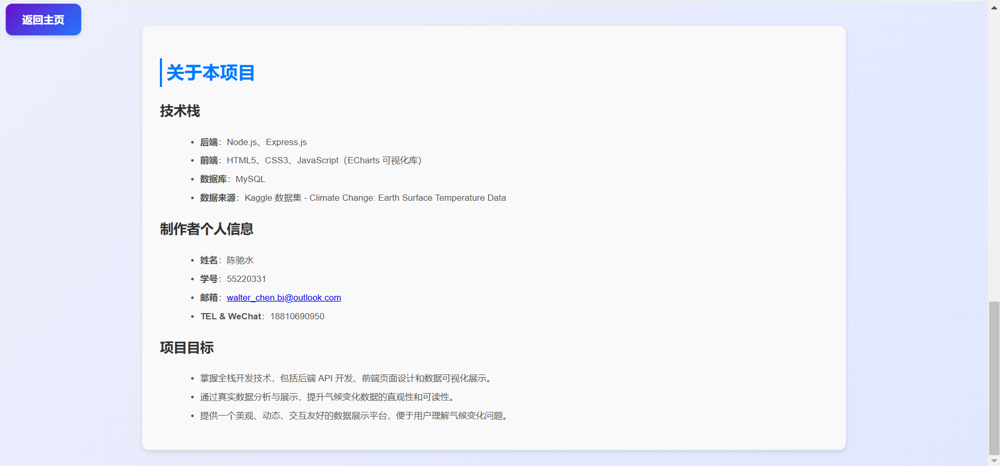 返回主页
关于本项目
技术栈
• 后端：Node.js、Express.js
• 前端：HTML5、CSS3、JavaScript（ECharts 可视化库）
• 数据库：MySQL
• 数据来源：Kaggle 数据集 - Climate Change: Earth Surface Temperature Data
制作者个人信息
• 姓名：陈驰水
• 学号：55220331
• 邮箱：walter_chen.bj@outlook.com
• TEL & WeChat：18810690950
项目目标
• 掌握全栈开发技术，包括后端 API 开发、前端页面设计和数据可视化展示。
• 通过真实数据分析与展示，提升气候变化数据的直观性和可读性。
• 提供一个美观、动态、交互友好的数据展示平台，便于用户理解气候变化问题。